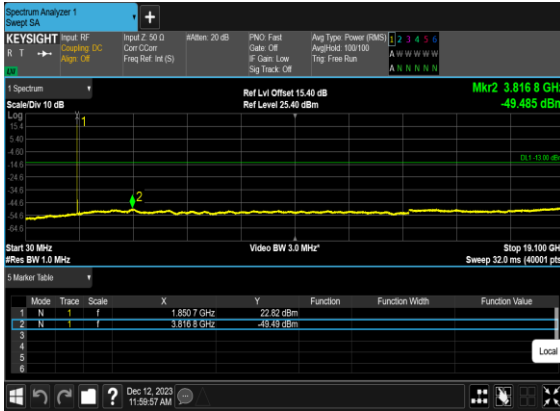 Spectrum Analyzer 1
Swept SA
+
KEYSIGHT
R T
Input: RF
Coupling: DC
Align: Off
Input Z: 50 Ω
Corr CCorr
Freq Ref: Int (S)
#Atten: 20 dB
PNO: Fast
Gate: Off
IF Gain: Low
Sig Track: Off
Avg Type: Power (RMS)
Avg|Hold: 100/100
Trig: Free Run
1 2 3 4 5 6
A W W W W W
A N N N N N
1 Spectrum
Scale/Div 10 dB
Ref Lvl Offset 15.40 dB
Ref Level 25.40 dBm
Mkr2 3.816 8 GHz
-49.485 dBm
Log
15.4
5.40
-4.60
-14.6
-24.6
-34.6
-44.6
-54.6
-64.6
1
2
DL1 -13.00 dBm
Start 30 MHz
#Res BW 1.0 MHz
Video BW 3.0 MHz*
Stop 19.100 GH
Sweep 32.0 ms (40001 pts
5 Marker Table
Mode Trace Scale X Y Function Function Width Function Value
1 N 1 f 1.850 7 GHz 22.82 dBm
2 N 1 f 3.816 8 GHz -49.49 dBm
3
4
5
6
Local
?
Dec 12, 2023
11:59:57 AM